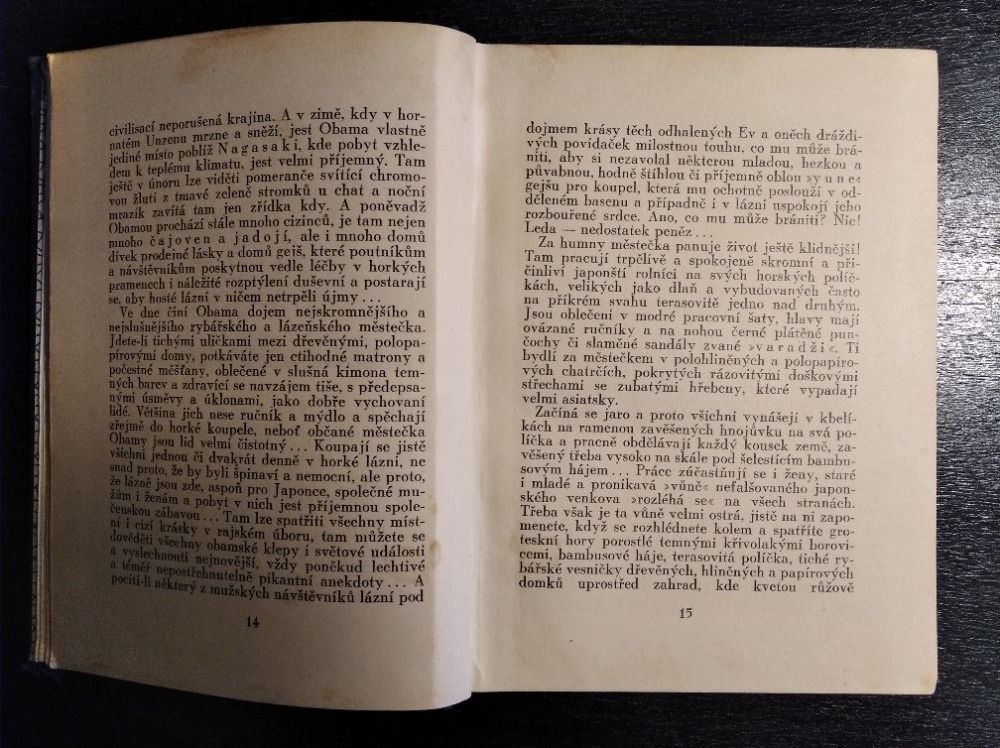 civilisací neporušená krajina. A v zimě, kdy v hor-
natém Unzenu mrzne a sněží, jest Obama vlastně
jediné místo poblíž Nagasaki, kde pobyt vzhle-
dem k teplému klimatu, jest velmi příjemný. Tam
ještě v únoru lze viděti pomeranče svítící chromo-
vou žlutí z tmavé zeleně stromků u chat a noční
mrazík zavítá tam jen zřídka kdy. A poněvadž
Obamou prochází stále mnoho cizinců, je tam nejen
mnoho čajoven a jadojí, ale i mnoho domů
dívek prodejné lásky a domů geiš, které poutníkům
a návštěvníkům poskytnou vedle léčby v horkých
pramenech i náležité rozptýlení duševní a postarají
se, aby hosté lázní v ničem netrpěli újmy...
Ve dne činí Obama dojem nejskromnějšího a
nejslušnějšího rybářského a lázeňského městečka.
Jdete-li tichými uličkami mezi dřevěnými, polopa-
pírovými domy, potkáváte jen ctihodné matrony a
počestné měšťany, oblečené v slušná kimona tem-
ných barev a zdravící se navzájem tiše, s předepsa-
nými úsměvy a úklonami, jako dobře vychovaní
lidé. Většina jich nese ručník a mýdlo a spěchají
zřejmě do horké koupele, neboť občané městečka
Obamy jsou lid velmi čistotný... Koupají se jistě
všichni jednou či dvakrát denně v horké lázni, ne
snad proto, že by byli špinaví a nemocní, ale proto,
že lázně jsou zde, aspoň pro Japonce, společné mu-
žům i ženám a pobyt v nich jest příjemnou spole-
čenskou zábavou... Tam lze spatřiti všechny míst-
ní i cizí krásky v rajském úboru, tam můžete se
dověděti všechny obamské klepy i světové události
a vyslechnouti nejnovější, vždy poněkud lechtivé
a téměř nepostřehnutelně pikantní anekdoty... A
pocítí-li některý z mužských návštěvníků lázní pod
14
dojmem krásy těch odhalených Ev a oněch dráždi-
vých povídaček milostnou touhu, co mu může brá-
niti, aby si nezavolal některou mladou, hezkou a
půvabnou, hodně štíhlou či příjemně oblou »yune«
gejšu pro koupel, která mu ochotně poslouží v od-
děleném basenu a případně i v lázni uspokojí jeho
rozbouřené srdce. Ano, co mu může brániti? Nic!
Leda — nedostatek peněz...
Za humny městečka panuje život ještě klidnější!
Tam pracují trpělivě a spokojeně skromní a při-
činliví japonští rolníci na svých horských políč-
kách, velikých jako dlaň a vybudovaných často
na příkrém svahu terasovitě jedno nad druhým.
Jsou oblečeni v modré pracovní šaty, hlavy mají
ovázané ručníky a na nohou černé plátěné pun-
čochy či slaměné sandály zvané »varadži«. Ti
bydlí za městečkem v polohliněných a polopapíro-
vých chatrčích, pokrytých rázovitými doškovými
střechami se zubatými hřebeny, které vypadají
velmi asiatsky.
Začíná se jaro a proto všichni vynášejí v kbelí-
kách na ramenou zavěšených hnojůvku na svá po-
líčka a pracně obdělávají každý kousek země, za-
věšený třeba vysoko na skále pod šelestícím bambu-
sovým hájem... Práce zúčastňují se i ženy, staré
i mladé a pronikavá »vůně« nefalšovaného japon-
ského venkova »rozléhá se« na všech stranách.
Třeba však je ta vůně velmi ostrá, jistě na ni zapo-
menete, když se rozhlédnete kolem a spatříte gro-
teskní hory porostlé temnými křivolakými borovi-
cemi, bambusové háje, terasovitá políčka, tiché ry-
bářské vesničky dřevěných, hliněných a papírových
domků uprostřed zahrad, kde kvetou růžově
15